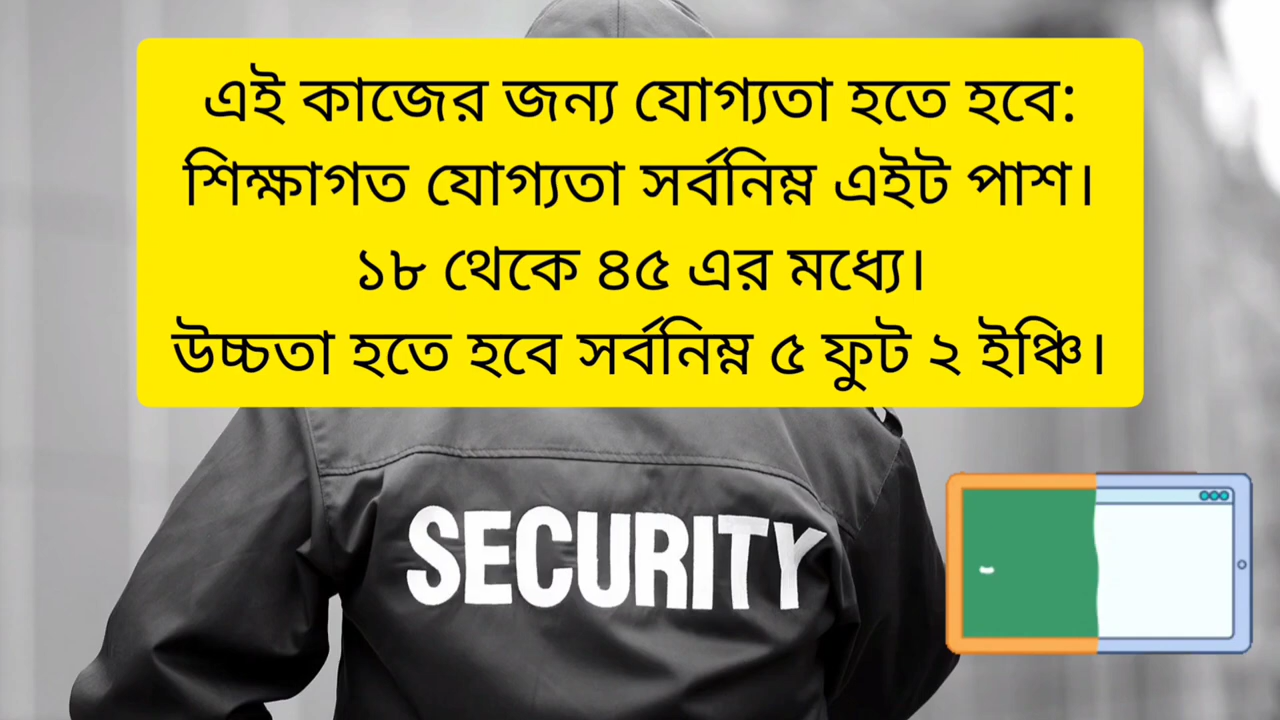 এই কাজের জন্য যোগ্যতা হতে হবে:
শিক্ষাগত যোগ্যতা সর্বনিম্ন এইট পাশ।
১৮ থেকে ৪৫ এর মধ্যে।
উচ্চতা হতে হবে সর্বনিম্ন ৫ ফুট ২ ইঞ্চি।
SECURITY